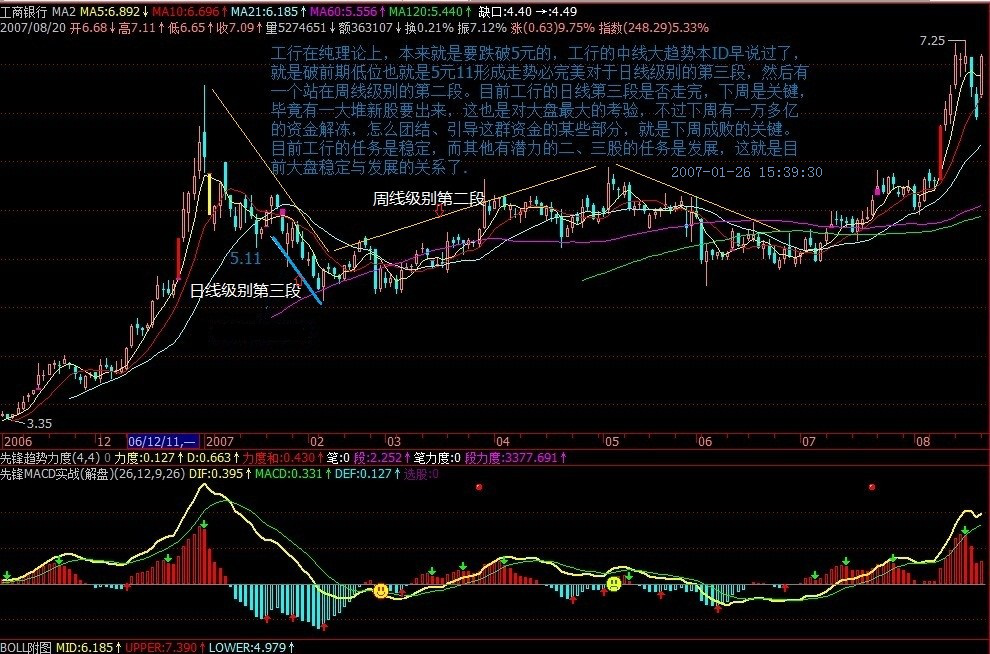 工商银行 MA2 MA5:6.892↓ MA10:6.696↑ MA21:6.185↑ MA60:5.556↑ MA120:5.440↑ 缺口:4.40 →:4.49
2007/08/20 开6.68↓高7.11↑低6.65↓收7.09↑量5274651↓额363107↓换0.21% 振7.12% 涨(0.63)9.75% 指数(248.29)5.33%
7.25
工行在纯理论上，本来就是要跌破5元的，工行的中线大趋势本ID早说过了，
就是破前期低位也就是5元11形成走势必完美对于日线级别的第三段，然后有
一个站在周线级别的第二段。目前工行的日线第三段是否走完，下周是关键，
毕竟有一大堆新股要出来，这也是对大盘最大的考验，不过下周有一万多亿
的资金解冻，怎么团结、引导这群资金的某些部分，就是下周成败的关键。
目前工行的任务是稳定，而其他有潜力的二、三股的任务是发展，这就是目
前大盘稳定与发展的关系了．
2007-01-26 15:39:30
周线级别第二段
5.11
日线级别第三段
3.35
2006 12 06/12/11,一 2007 02 03 04 05 06 07 08
先锋趋势力度(4,4) 0 力度:0.127↑ D:0.663↑ 力度和:0.430↑ 笔:0 段:2.252↑ 笔力度:0 段力度:3377.691↑
先锋MACD实战(解盘)(26,12,9,26) DIF:0.395↑ MACD:0.331↑ DEF:0.127↑ 选股:0
BOLL附图 MID:6.185↑ UPPER:7.390↑ LOWER:4.979↑